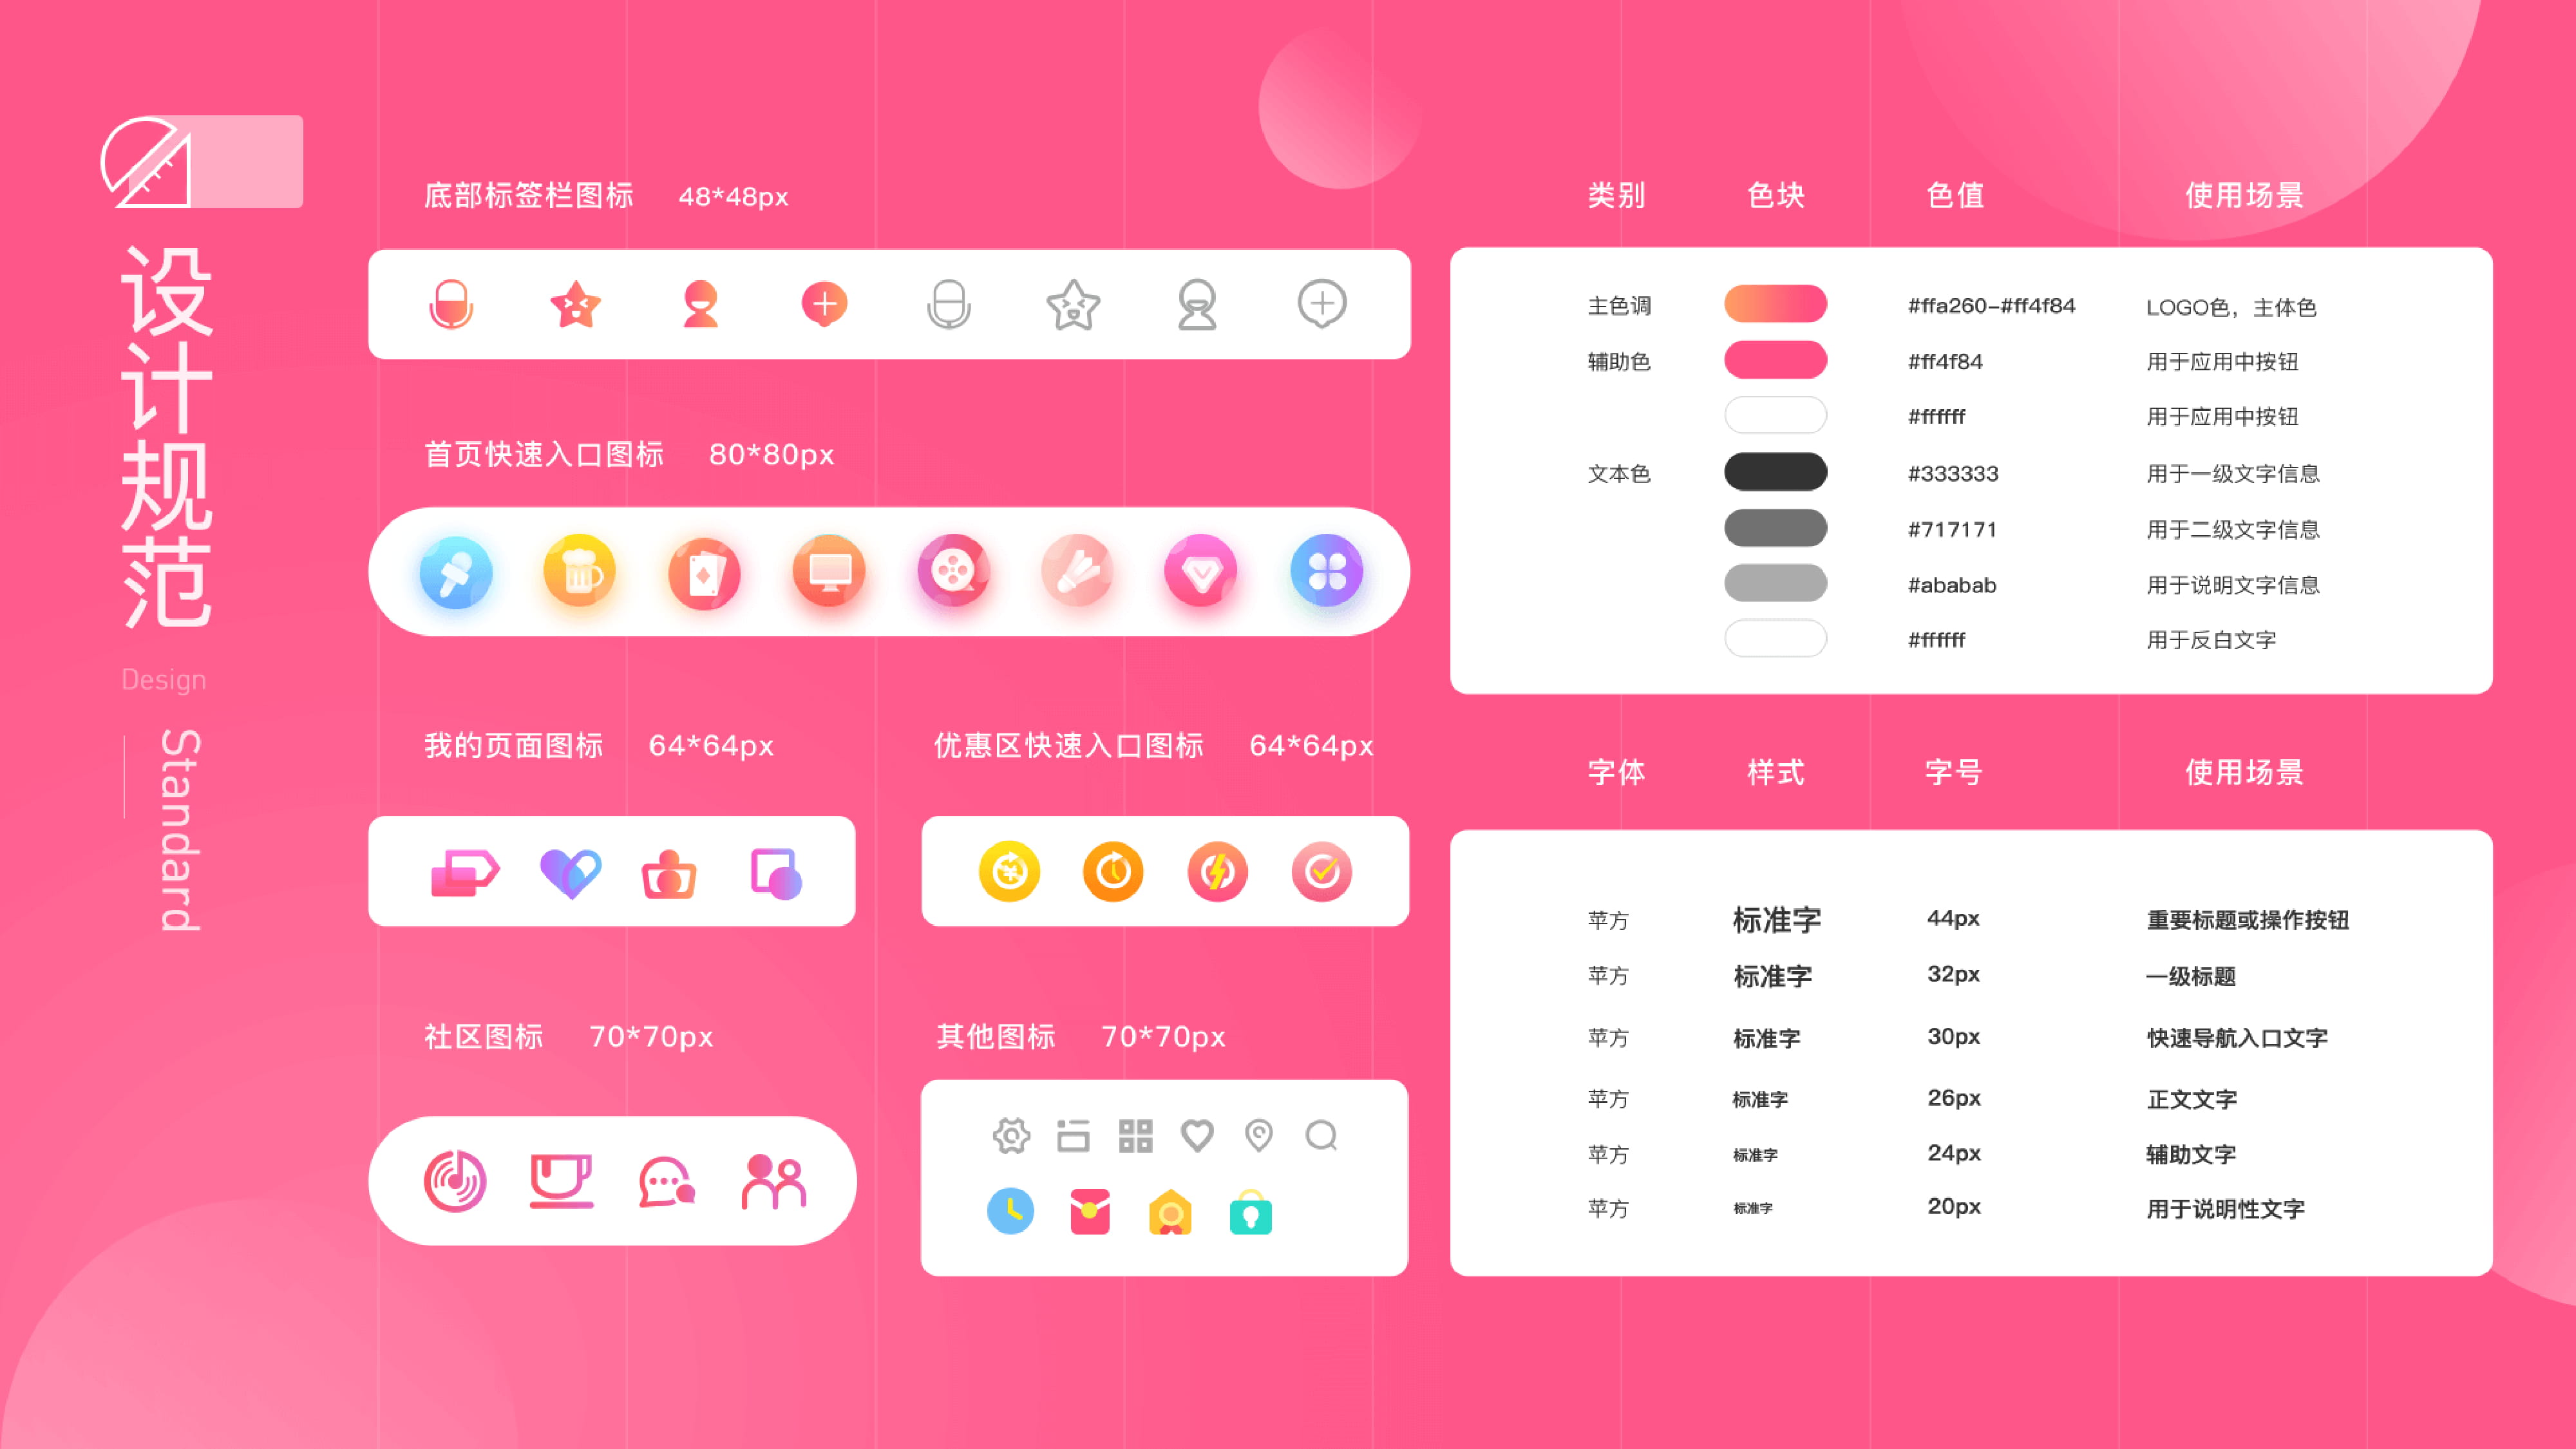 设计规范
Design
Standard
底部标签栏图标 48*48px
首页快速入口图标 80*80px
我的页面图标 64*64px
优惠区快速入口图标 64*64px
社区图标 70*70px
其他图标 70*70px
类别 色块 色值 使用场景
主色调 #ffa260-#ff4f84 LOGO色，主体色
辅助色 #ff4f84 用于应用中按钮
#ffffff 用于应用中按钮
文本色 #333333 用于一级文字信息
#717171 用于二级文字信息
#ababab 用于说明文字信息
#ffffff 用于反白文字
字体 样式 字号 使用场景
苹方 标准字 44px 重要标题或操作按钮
苹方 标准字 32px 一级标题
苹方 标准字 30px 快速导航入口文字
苹方 标准字 26px 正文文字
苹方 标准字 24px 辅助文字
苹方 标准字 20px 用于说明性文字